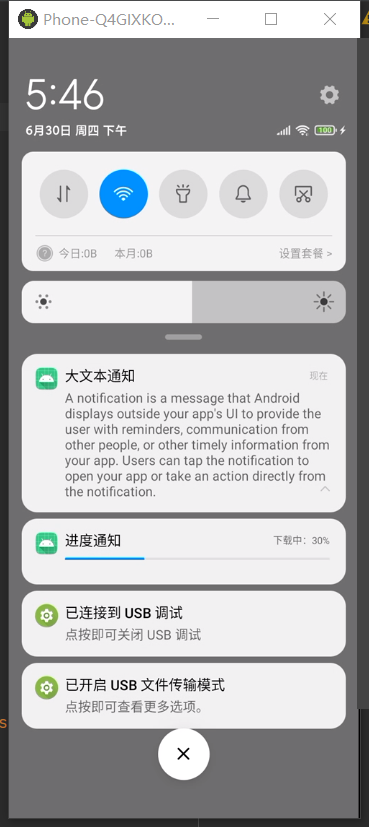 Phone-Q4GIXKO...
5:46
6月30日 周四 下午
100
今日:0B 本月:0B 设置套餐 >
大文本通知 现在
A notification is a message that Android
displays outside your app's UI to provide the
user with reminders, communication from
other people, or other timely information from
your app. Users can tap the notification to
open your app or take an action directly from
the notification.
进度通知 下载中：30%
已连接到 USB 调试
点按即可关闭 USB 调试
已开启 USB 文件传输模式
点按即可查看更多选项。
s